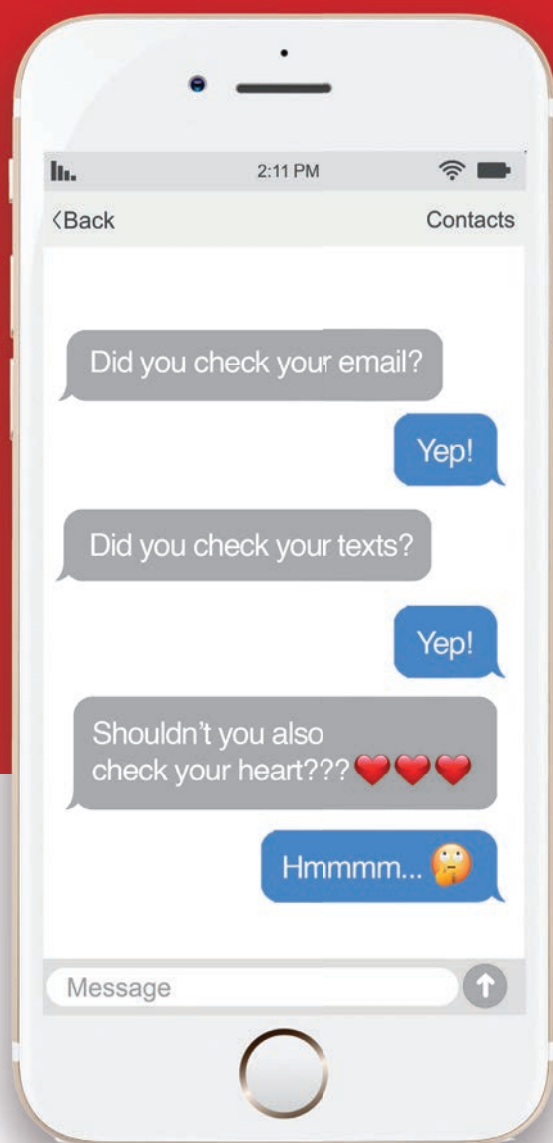 2:11 PM
<Back
Contacts
Did you check your email?
Yep!
Did you check your texts?
Yep!
Shouldn't you also
check your heart???❤️❤️❤️
Hmmmm... 🤔
Message